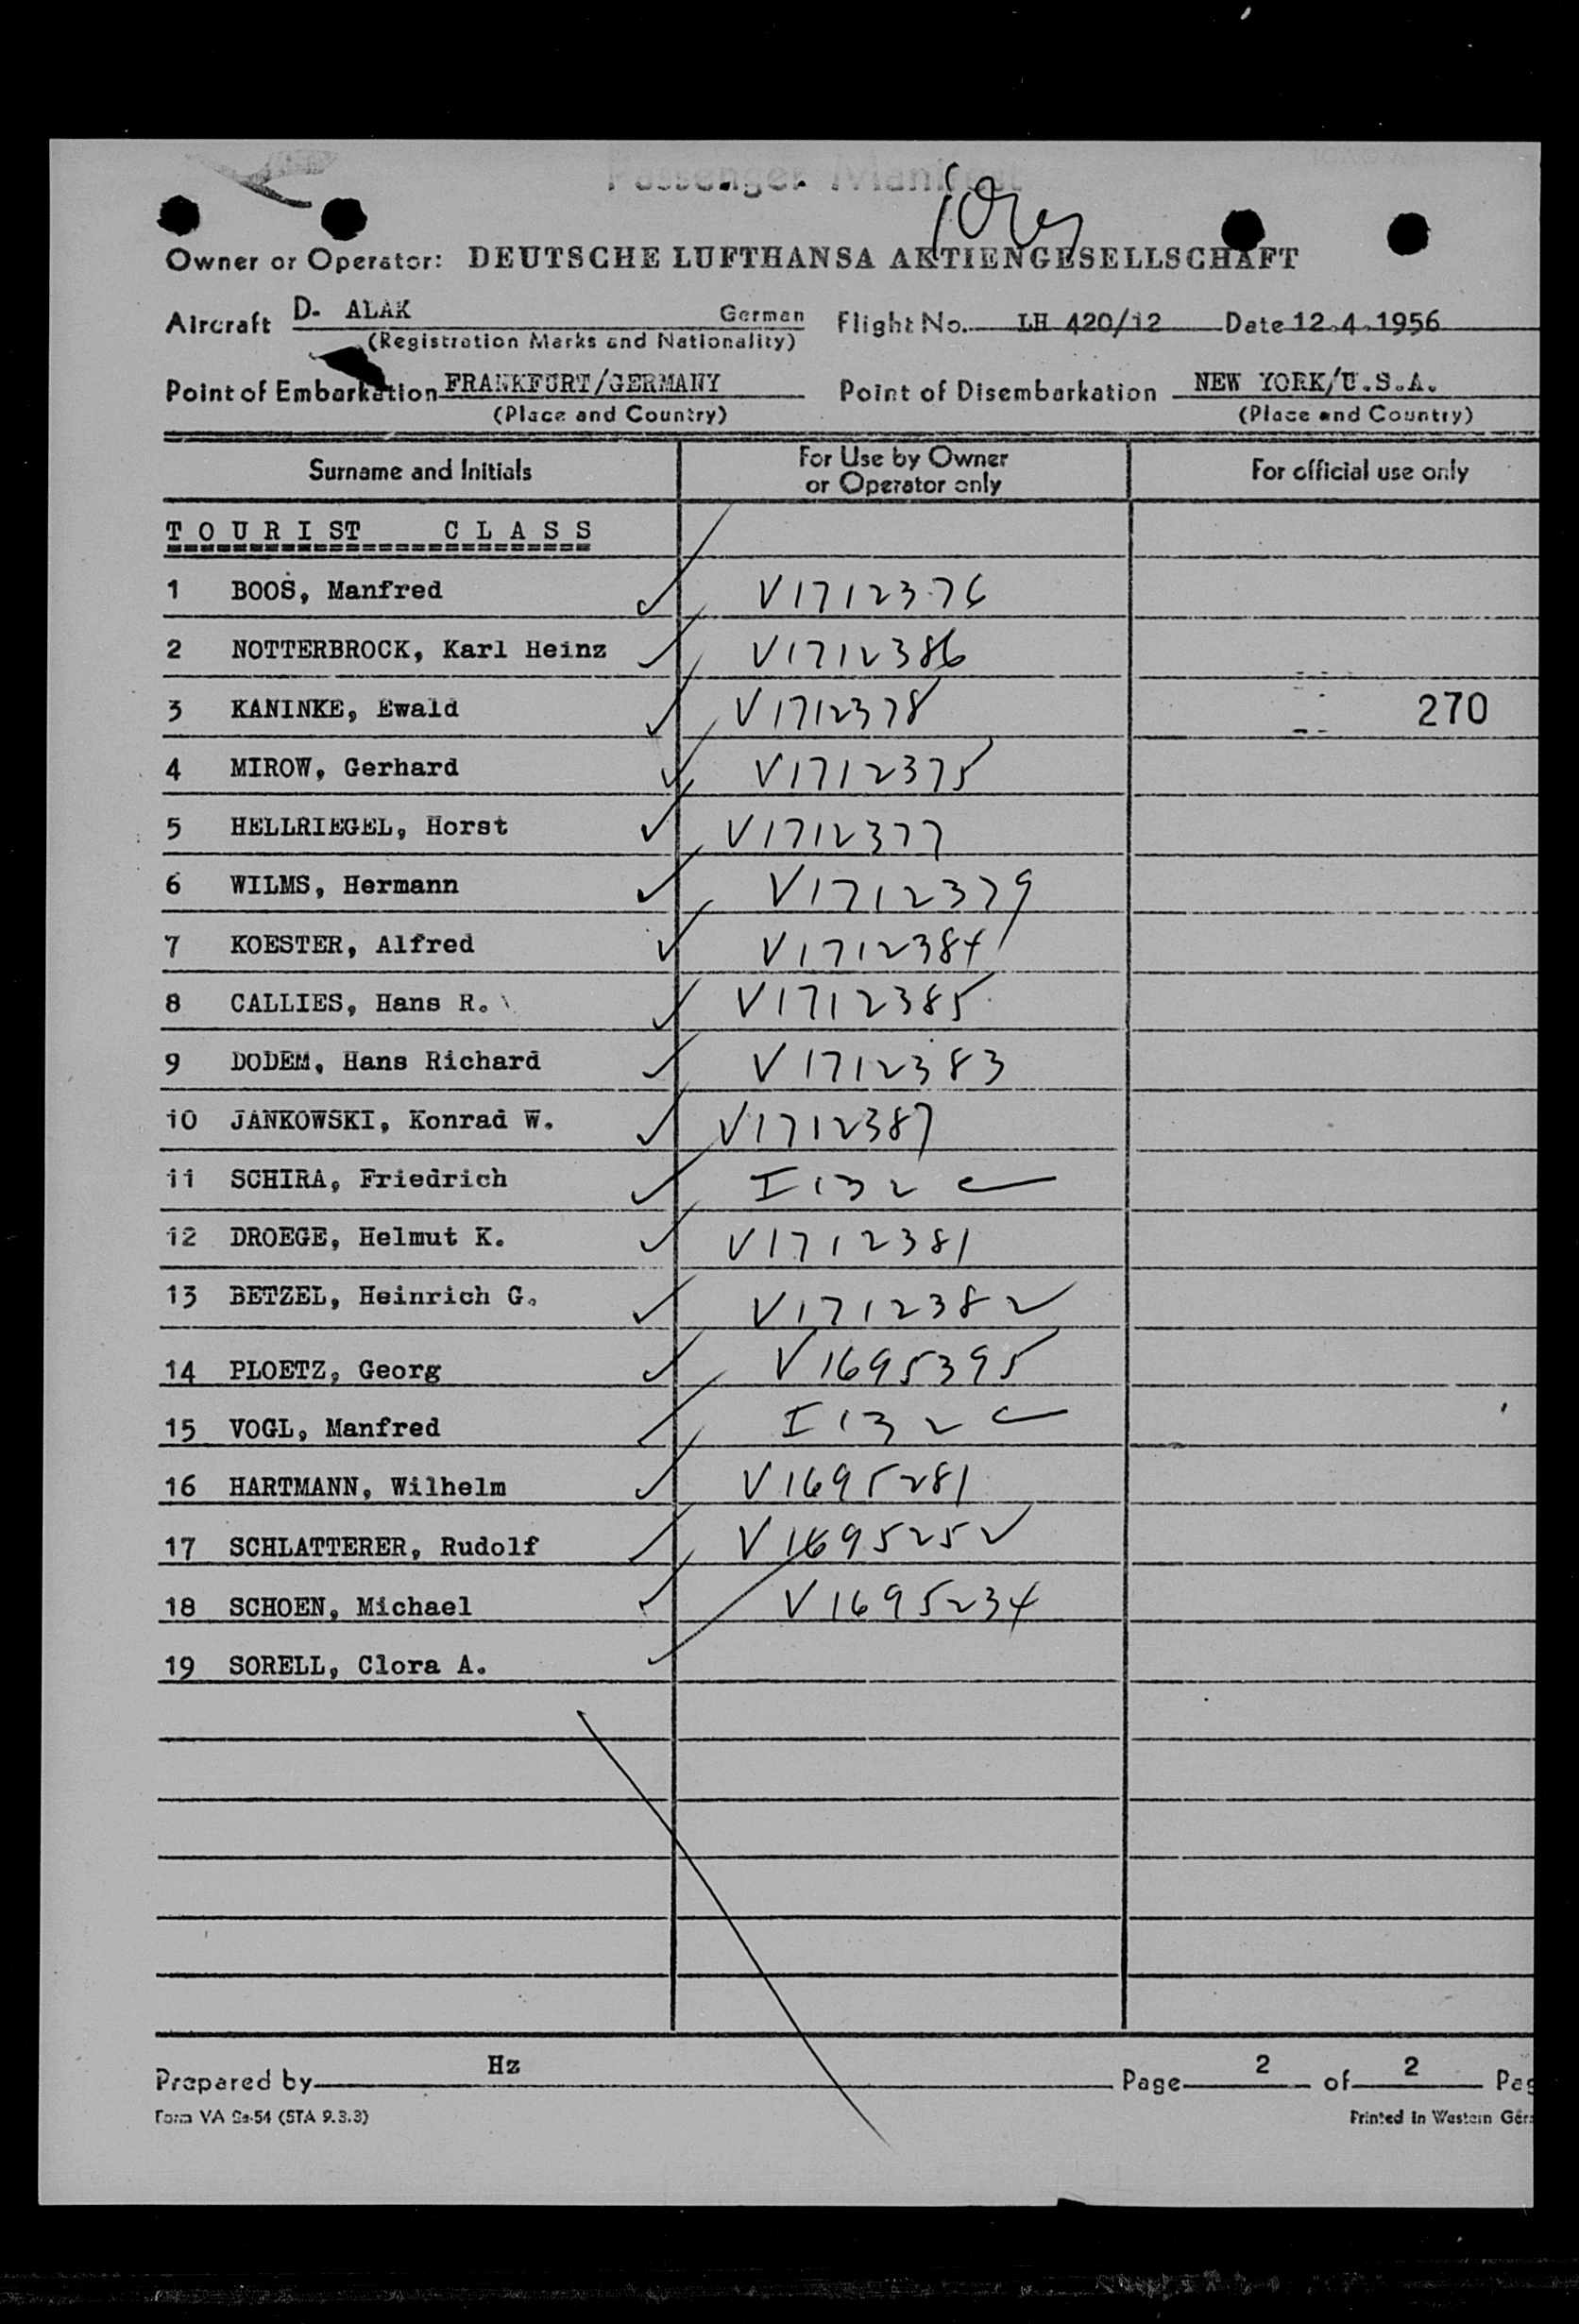 Passenger Manifest
Owner or Operator: DEUTSCHE LUFTHANSA AKTIENGESELLSCHAFT
Aircraft D- ALAK German Flight No. LH 420/12 Date 12.4.1956
(Registration Marks and Nationality)
Point of Embarkation FRANKFURT/GERMANY Point of Disembarkation NEW YORK/U.S.A.
(Place and Country) (Place and Country)
Surname and Initials For Use by Owner or Operator only For official use only
TOURIST CLASS
1 BOOS, Manfred V1712376
2 NOTTERBROCK, Karl Heinz V1712386
3 KANINKE, Ewald V1712378 270
4 MIROW, Gerhard V1712375
5 HELLRIEGEL, Horst V1712377
6 WILMS, Hermann V1712379
7 KOESTER, Alfred V1712384
8 CALLIES, Hans R. V1712385
9 DODEM, Hans Richard V1712383
10 JANKOWSKI, Konrad W. V1712387
11 SCHIRA, Friedrich I 132
12 DROEGE, Helmut K. V1712381
13 BETZEL, Heinrich G. V1712382
14 PLOETZ, Georg V1695395
15 VOGL, Manfred I 132
16 HARTMANN, Wilhelm V1695281
17 SCHLATTERER, Rudolf V1695252
18 SCHOEN, Michael V1695234
19 SORELL, Clora A.
Prepared by Hz Page 2 of 2
Form VA Sa-54 (STA 9.3.3) Printed in Western